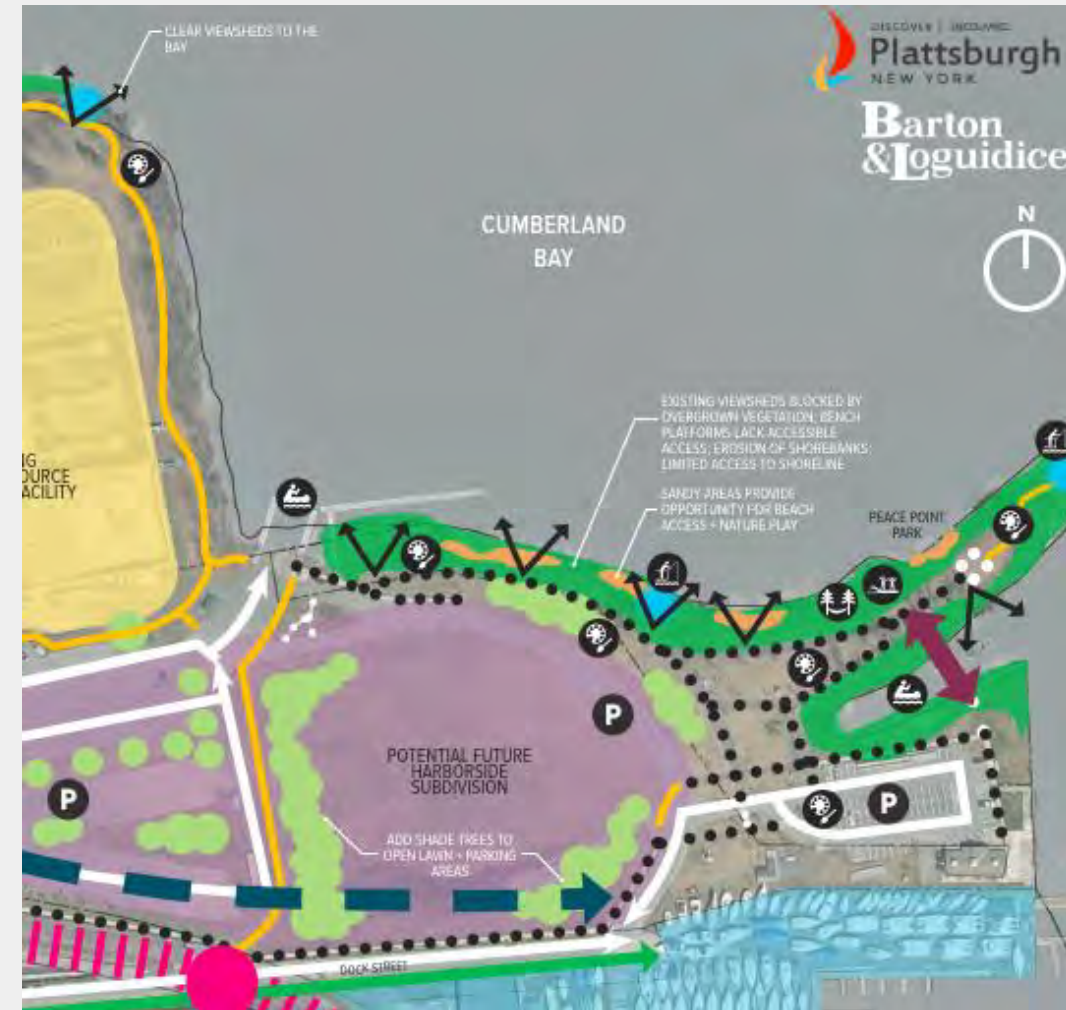 CLEAR VIEWSHEDS TO THE
BAY
DISCOVER | UNCOVERED
Plattsburgh
NEW YORK
Barton
&Loguidice
N
CUMBERLAND
BAY
EXISTING VIEWSHEDS BLOCKED BY
OVERGROWN VEGETATION; BENCH
PLATFORMS LACK ACCESSIBLE
ACCESS; EROSION OF SHOREBANKS;
LIMITED ACCESS TO SHORELINE
SANDY AREAS PROVIDE
OPPORTUNITY FOR BEACH
ACCESS + NATURE PLAY
PEACE POINT
PARK
NG
OURCE
ACILITY
P
POTENTIAL FUTURE
HARBORSIDE
SUBDIVISION
P
P
ADD SHADE TREES TO
OPEN LAWN + PARKING
AREAS
DOCK STREET